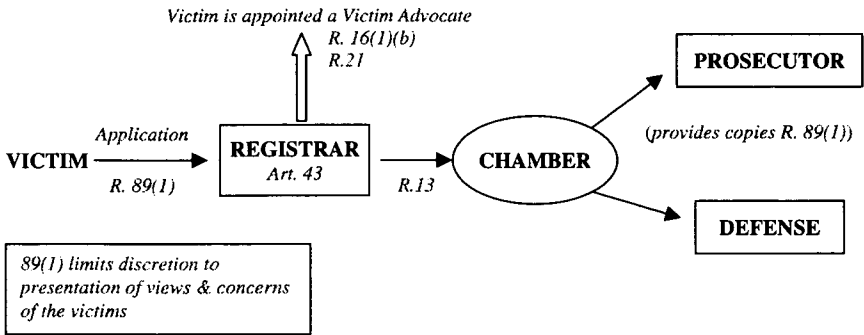 Victim is appointed a Victim Advocate
R. 16(1)(b)
R.21
PROSECUTOR
Application
VICTIM
R. 89(1)
REGISTRAR
Art. 43
R.13
CHAMBER
(provides copies R. 89(1))
DEFENSE
89(1) limits discretion to
presentation of views & concerns
of the victims